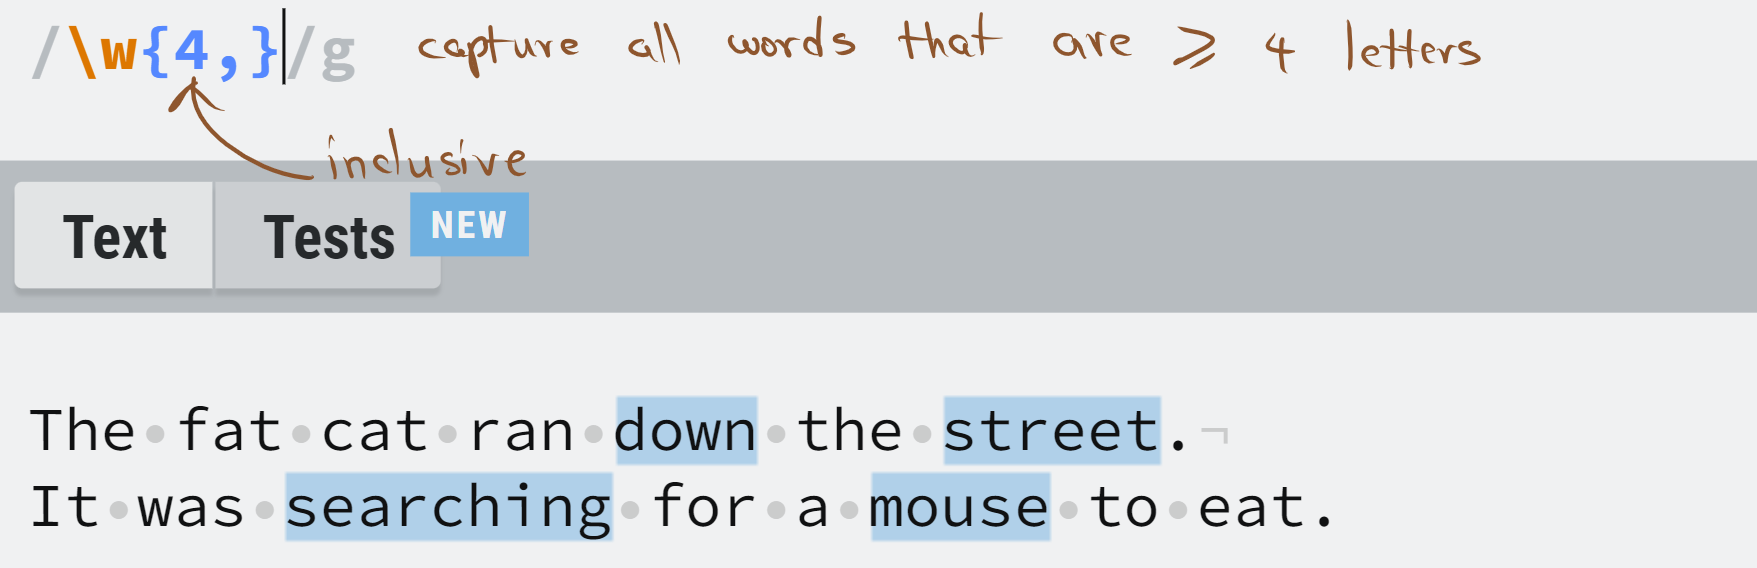 /\w{4,}/g capture all words that are ⩾ 4 letters
inclusive
Text Tests NEW
The·fat·cat·ran·down·the·street.¬
It·was·searching·for·a·mouse·to·eat.